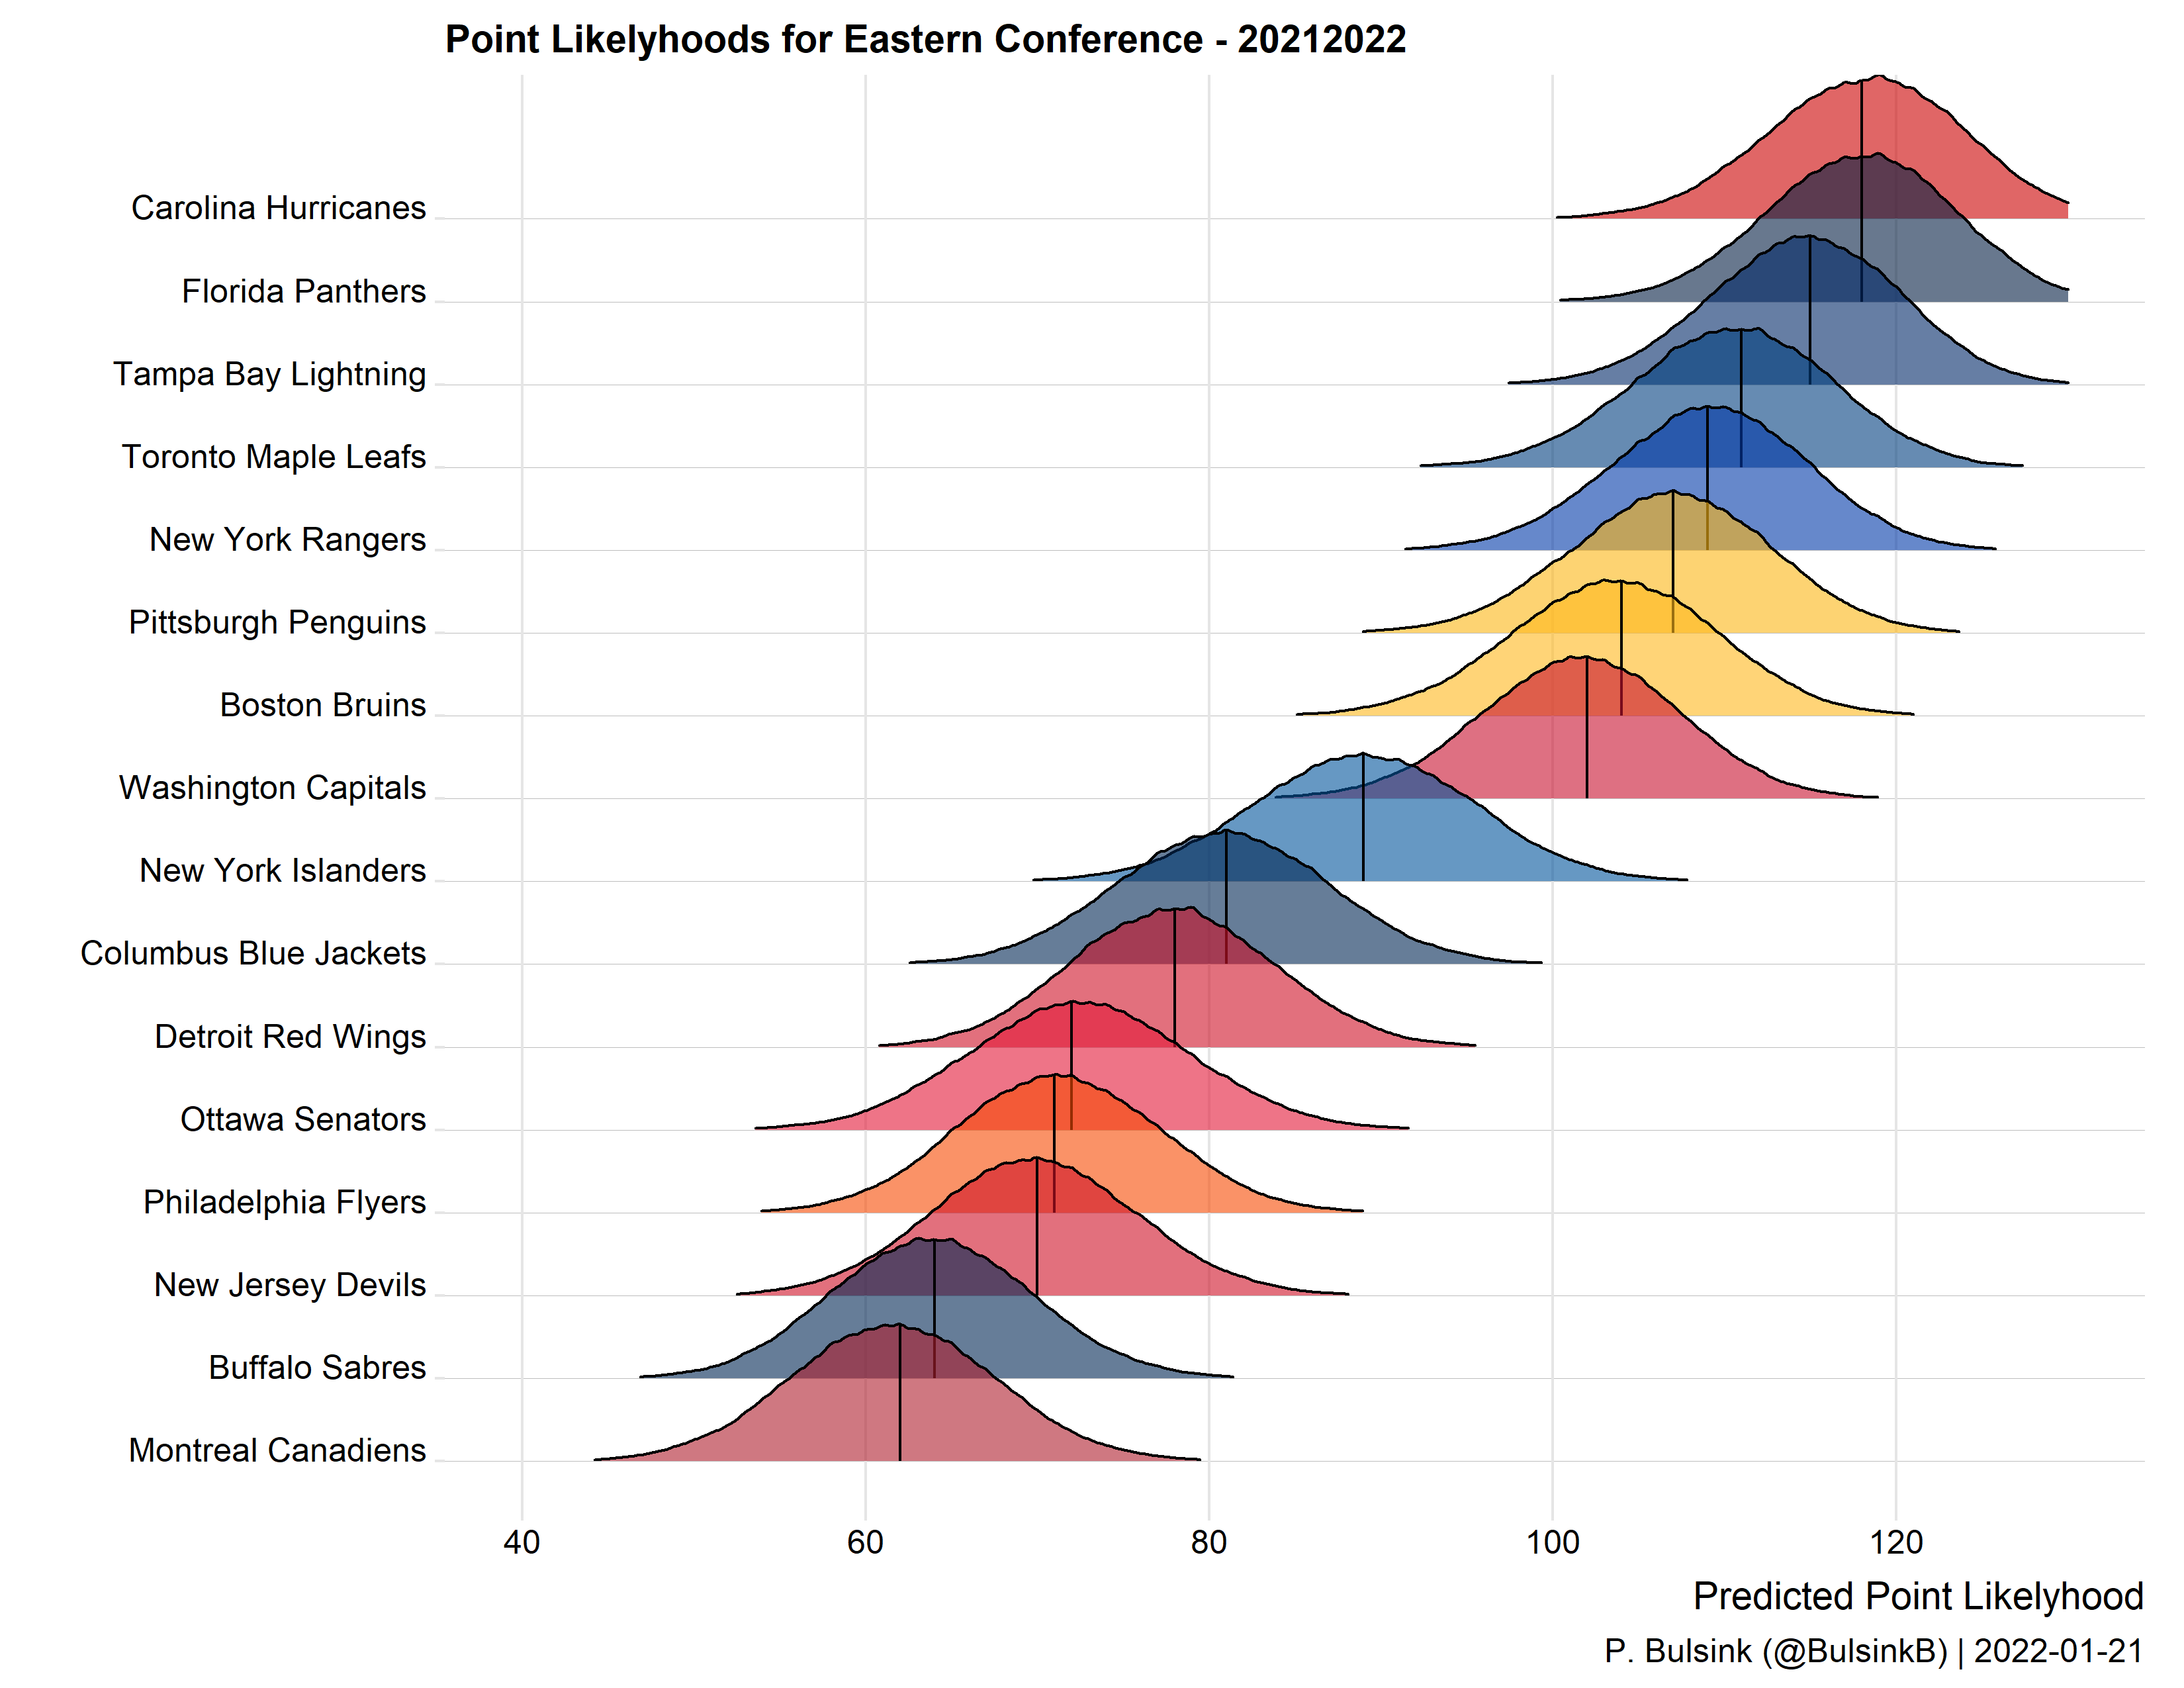 Point Likelyhoods for Eastern Conference - 20212022
Carolina Hurricanes
Florida Panthers
Tampa Bay Lightning
Toronto Maple Leafs
New York Rangers
Pittsburgh Penguins
Boston Bruins
Washington Capitals
New York Islanders
Columbus Blue Jackets
Detroit Red Wings
Ottawa Senators
Philadelphia Flyers
New Jersey Devils
Buffalo Sabres
Montreal Canadiens
40 60 80 100 120
Predicted Point Likelyhood
P. Bulsink (@BulsinkB) | 2022-01-21